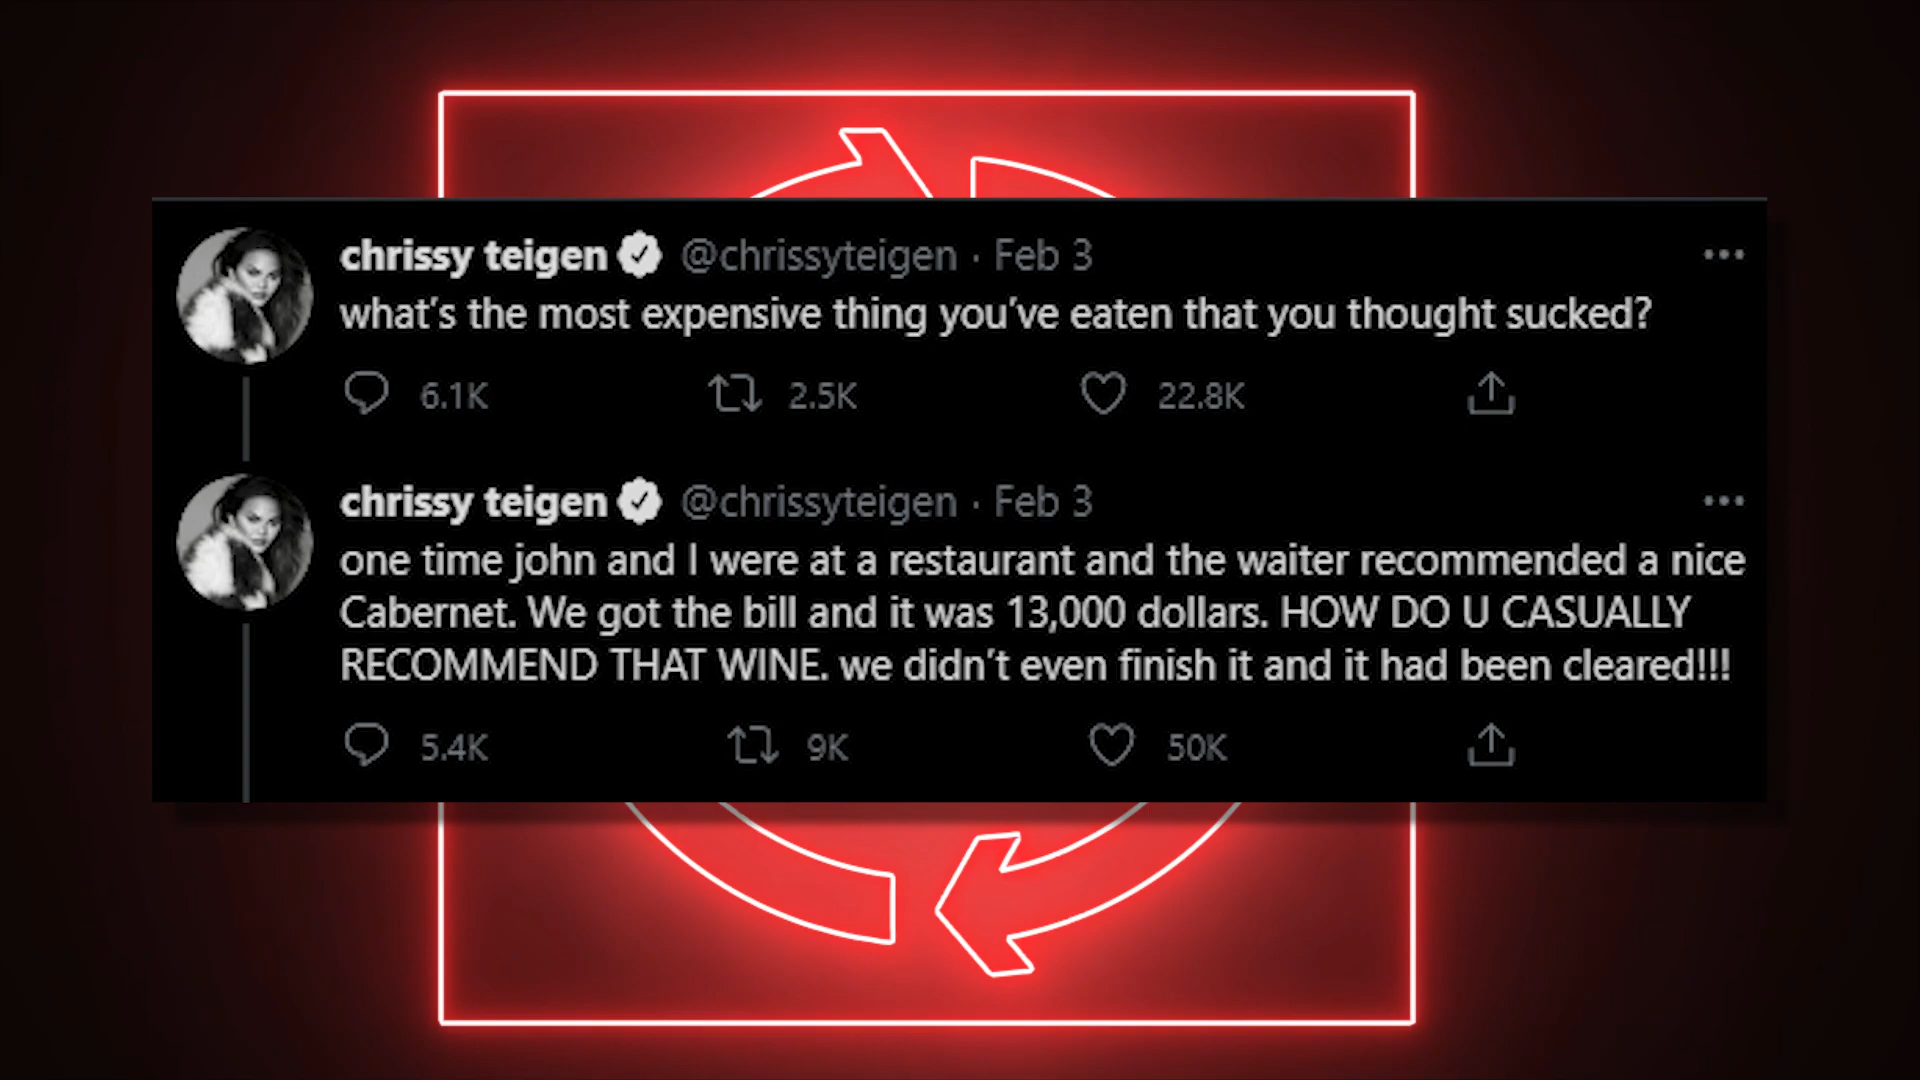 chrissy teigen @chrissyteigen · Feb 3
what's the most expensive thing you've eaten that you thought sucked?
6.1K 2.5K 22.8K
chrissy teigen @chrissyteigen · Feb 3
one time john and I were at a restaurant and the waiter recommended a nice
Cabernet. We got the bill and it was 13,000 dollars. HOW DO U CASUALLY
RECOMMEND THAT WINE. we didn't even finish it and it had been cleared!!!
5.4K 9K 50K